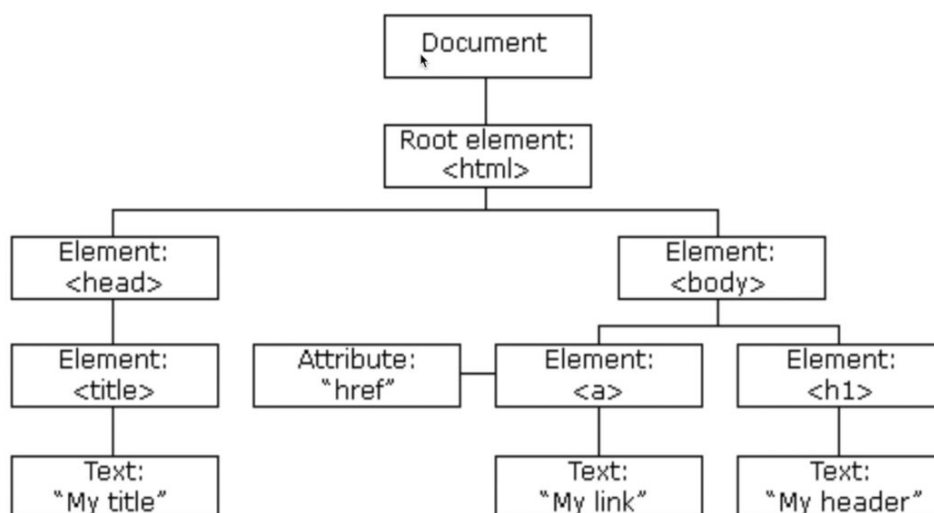 Document
Root element:
<html>
Element:
<head>
Element:
<body>
Element:
<title>
Attribute:
“href”
Element:
<a>
Element:
<h1>
Text:
“My title”
Text:
“My link”
Text:
“My header”